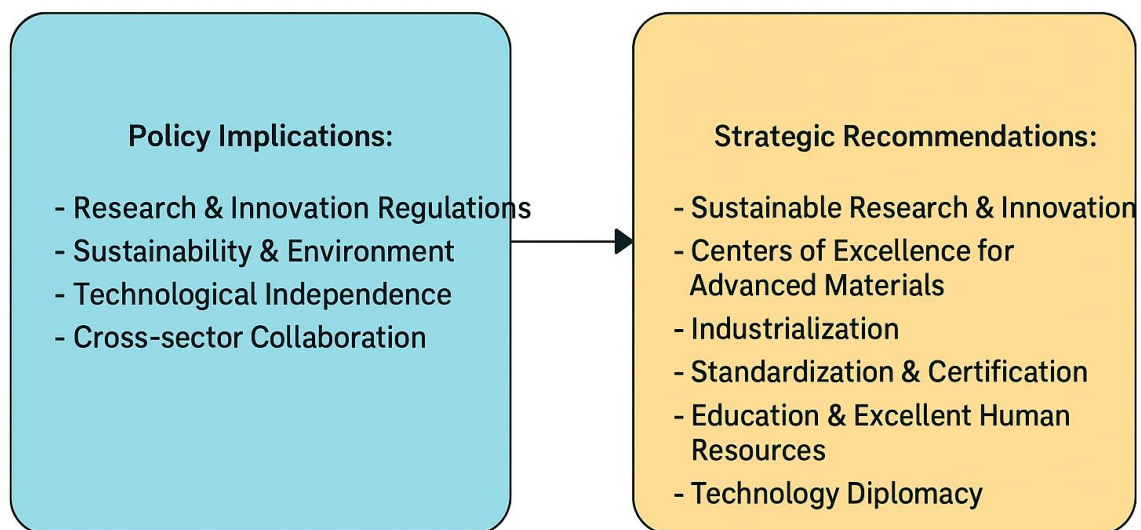 Policy Implications:
- Research & Innovation Regulations
- Sustainability & Environment
- Technological Independence
- Cross-sector Collaboration
Strategic Recommendations:
- Sustainable Research & Innovation
- Centers of Excellence for
Advanced Materials
- Industrialization
- Standardization & Certification
- Education & Excellent Human
Resources
- Technology Diplomacy